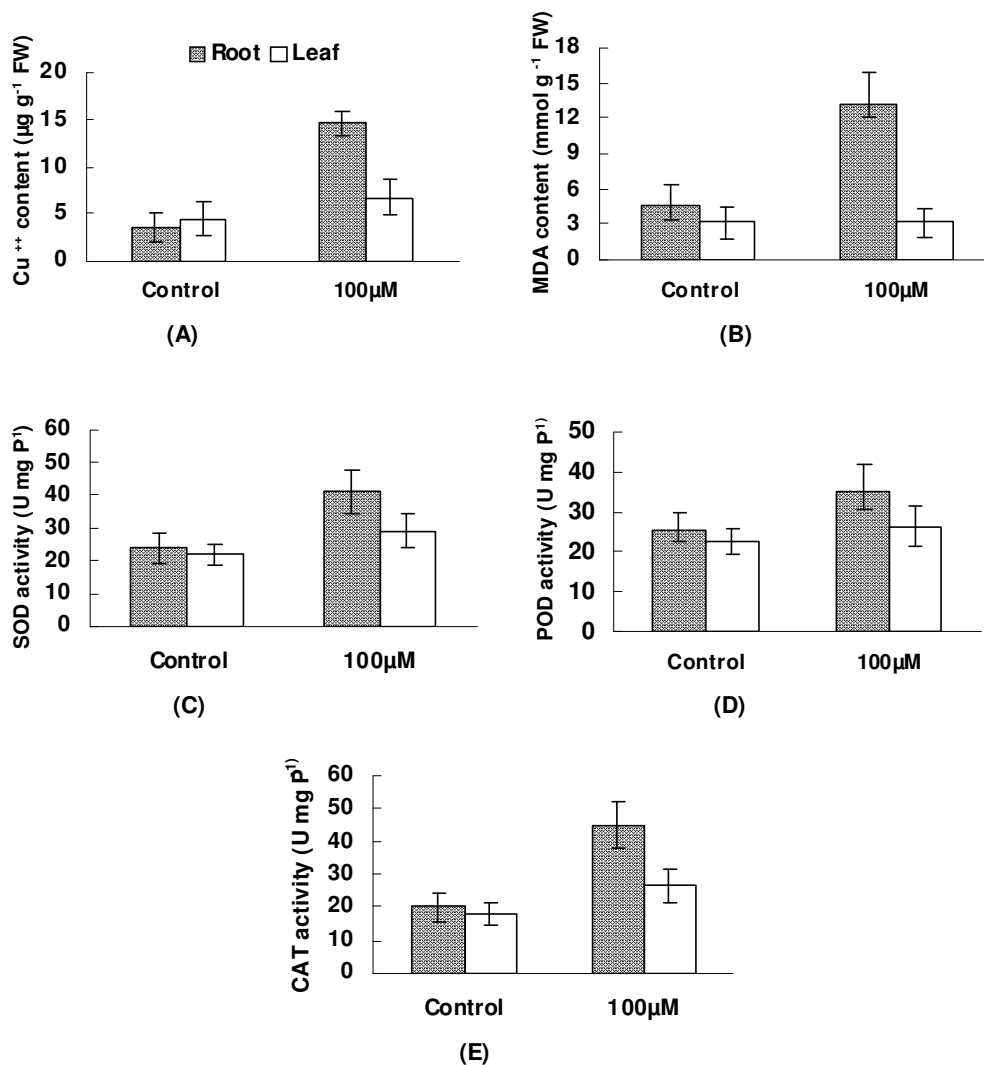 Root Leaf
Cu ++ content (µg g-1 FW)
20
15
10
5
0
Control 100µM
(A)
MDA content (mmol g -1 FW)
18
15
12
9
6
3
0
Control 100µM
(B)
SOD activity (U mg P1)
60
50
40
30
20
10
0
Control 100µM
(C)
POD activity (U mg P1)
50
40
30
20
10
0
Control 100µM
(D)
CAT activity (U mg P1)
60
50
40
30
20
10
0
Control 100µM
(E)